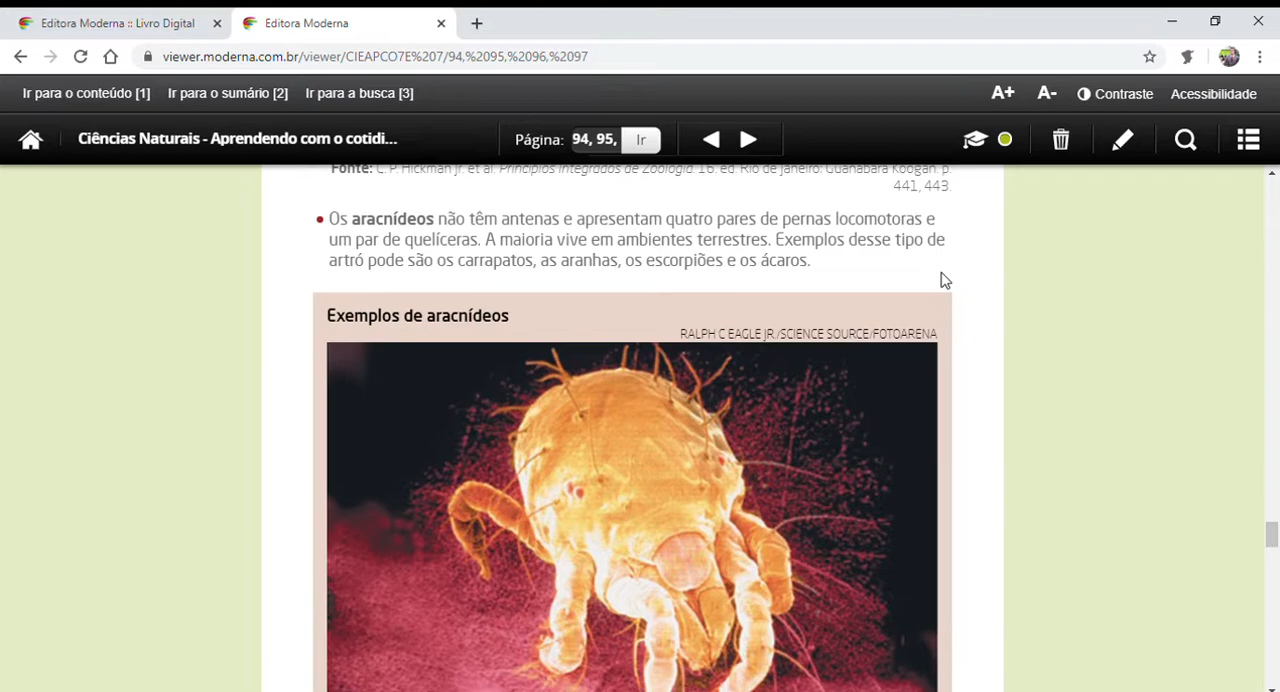 Editora Moderna :: Livro Digital
Editora Moderna
viewer.moderna.com.br/viewer/CIEAPCO7E%207/94,%2095,%2096,%2097
Ir para o conteúdo [1] Ir para o sumário [2] Ir para a busca [3] A+ A- Contraste Acessibilidade
Ciências Naturais - Aprendendo com o cotidi... Página: 94, 95, Ir
Fonte: C. P. Hickman Jr. et al. Princípios Integrados de Zoologia. 16. ed. Rio de Janeiro: Guanabara Koogan. p.
441, 443.
• Os aracnídeos não têm antenas e apresentam quatro pares de pernas locomotoras e
um par de quelíceras. A maioria vive em ambientes terrestres. Exemplos desse tipo de
artró pode são os carrapatos, as aranhas, os escorpiões e os ácaros.
Exemplos de aracnídeos
RALPH C EAGLE JR./SCIENCE SOURCE/FOTOARENA